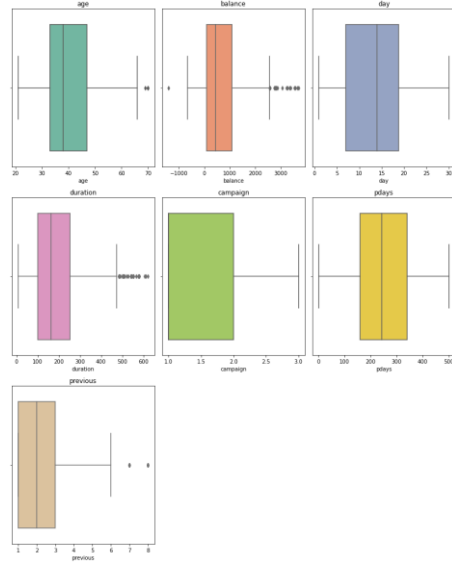 age
balance
day
20 30 40 50 60 70
−1000 0 1000 2000 3000
0 5 10 15 20 25 30
age
balance
day
duration
campaign
pdays
0 100 200 300 400 500 600
1.0 1.5 2.0 2.5 3.0
0 100 200 300 400 500
duration
campaign
pdays
previous
1 2 3 4 5 6 7 8
previous